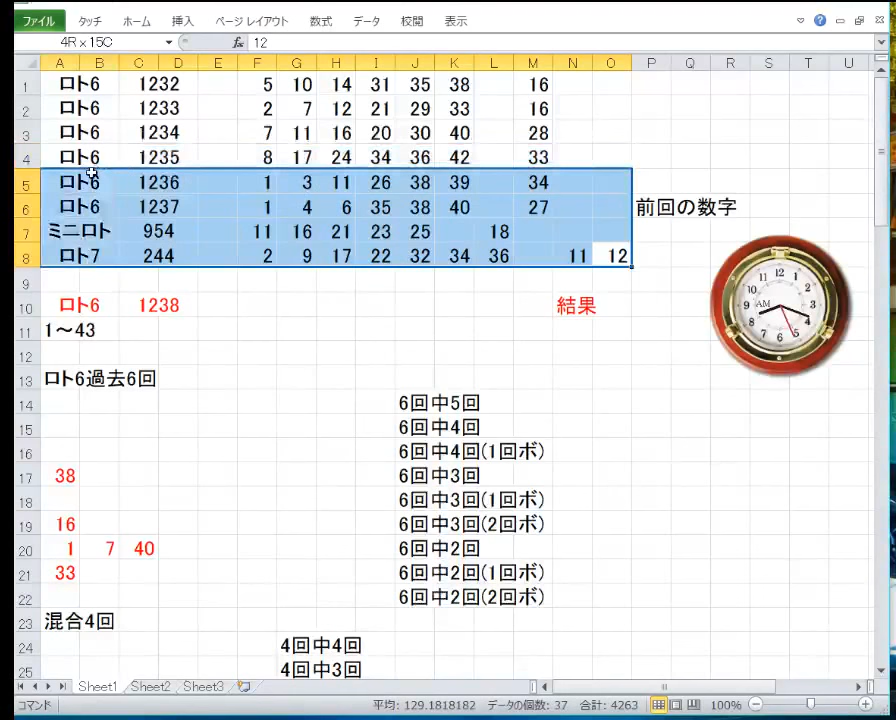 ファイル タッチ ホーム 挿入 ページ レイアウト 数式 データ 校閲 表示
4R x 15C fx 12
A B C D E F G H I J K L M N O P Q R S T U
1 ロト6 1232 5 10 14 31 35 38 16
2 ロト6 1233 2 7 12 21 29 33 16
3 ロト6 1234 7 11 16 20 30 40 28
4 ロト6 1235 8 17 24 34 36 42 33
5 ロト6 1236 1 3 11 26 38 39 34
6 ロト6 1237 1 4 6 35 38 40 27 前回の数字
7 ミニロト 954 11 16 21 23 25 18
8 ロト7 244 2 9 17 22 32 34 36 11 12
9
10 ロト6 1238 結果
11 1～43
12
13 ロト6過去6回
14 6回中5回
15 6回中4回
16 6回中4回(1回ボ)
17 38 6回中3回
18 6回中3回(1回ボ)
19 16 6回中3回(2回ボ)
20 1 7 40 6回中2回
21 33 6回中2回(1回ボ)
22 6回中2回(2回ボ)
23 混合4回
24 4回中4回
25 4回中3回
12 1 2 3 4 5 6 7 8 9 10 11
AM
Sheet1 Sheet2 Sheet3
コマンド 平均: 129.1818182 データの個数: 37 合計: 4263 100%